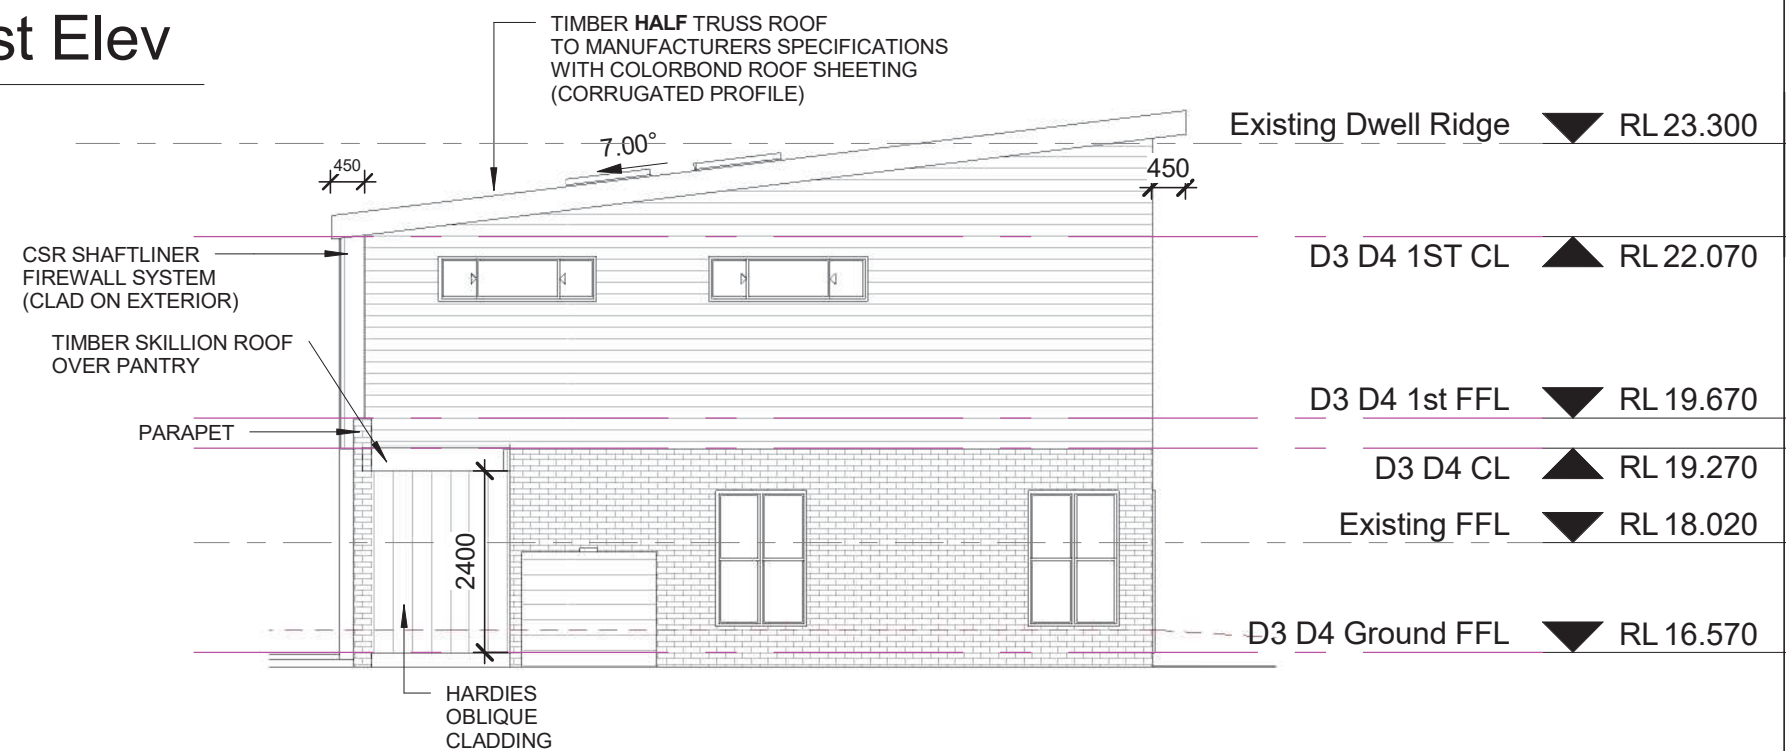 st Elev
TIMBER HALF TRUSS ROOF
TO MANUFACTURERS SPECIFICATIONS
WITH COLORBOND ROOF SHEETING
(CORRUGATED PROFILE)
Existing Dwell Ridge RL 23.300
7.00°
450
450
CSR SHAFTLINER
FIREWALL SYSTEM
(CLAD ON EXTERIOR)
D3 D4 1ST CL RL 22.070
TIMBER SKILLION ROOF
OVER PANTRY
D3 D4 1st FFL RL 19.670
PARAPET
D3 D4 CL RL 19.270
Existing FFL RL 18.020
2400
D3 D4 Ground FFL RL 16.570
HARDIES
OBLIQUE
CLADDING